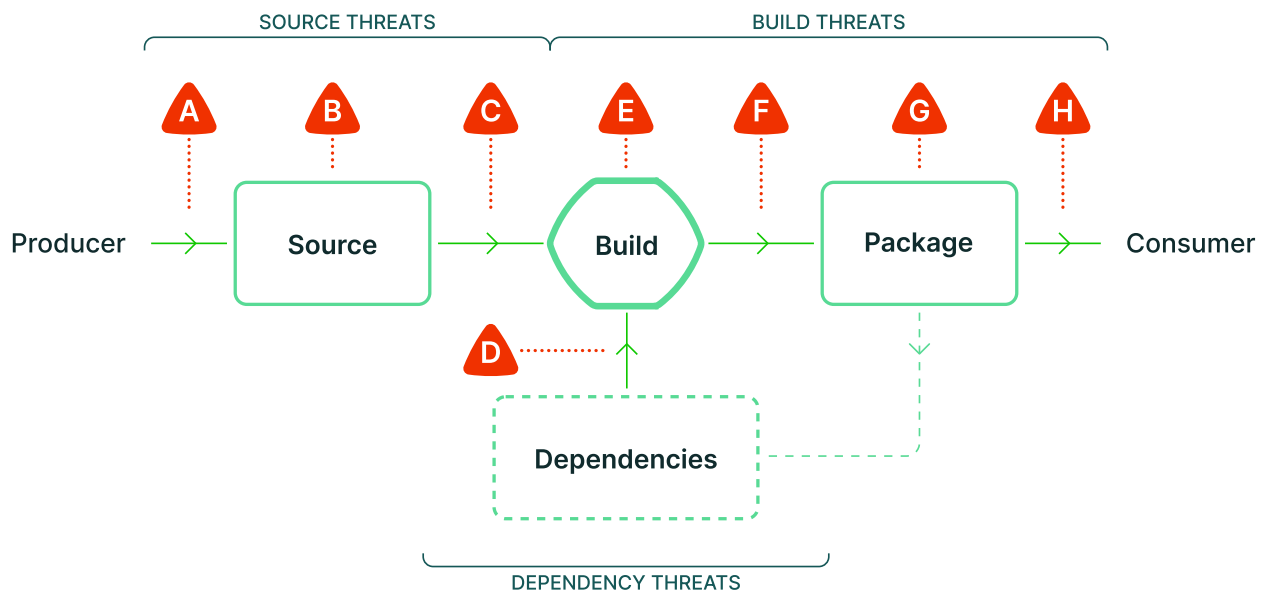 SOURCE THREATS
BUILD THREATS
A
B
C
E
F
G
H
Producer
Source
Build
Package
Consumer
D
Dependencies
DEPENDENCY THREATS